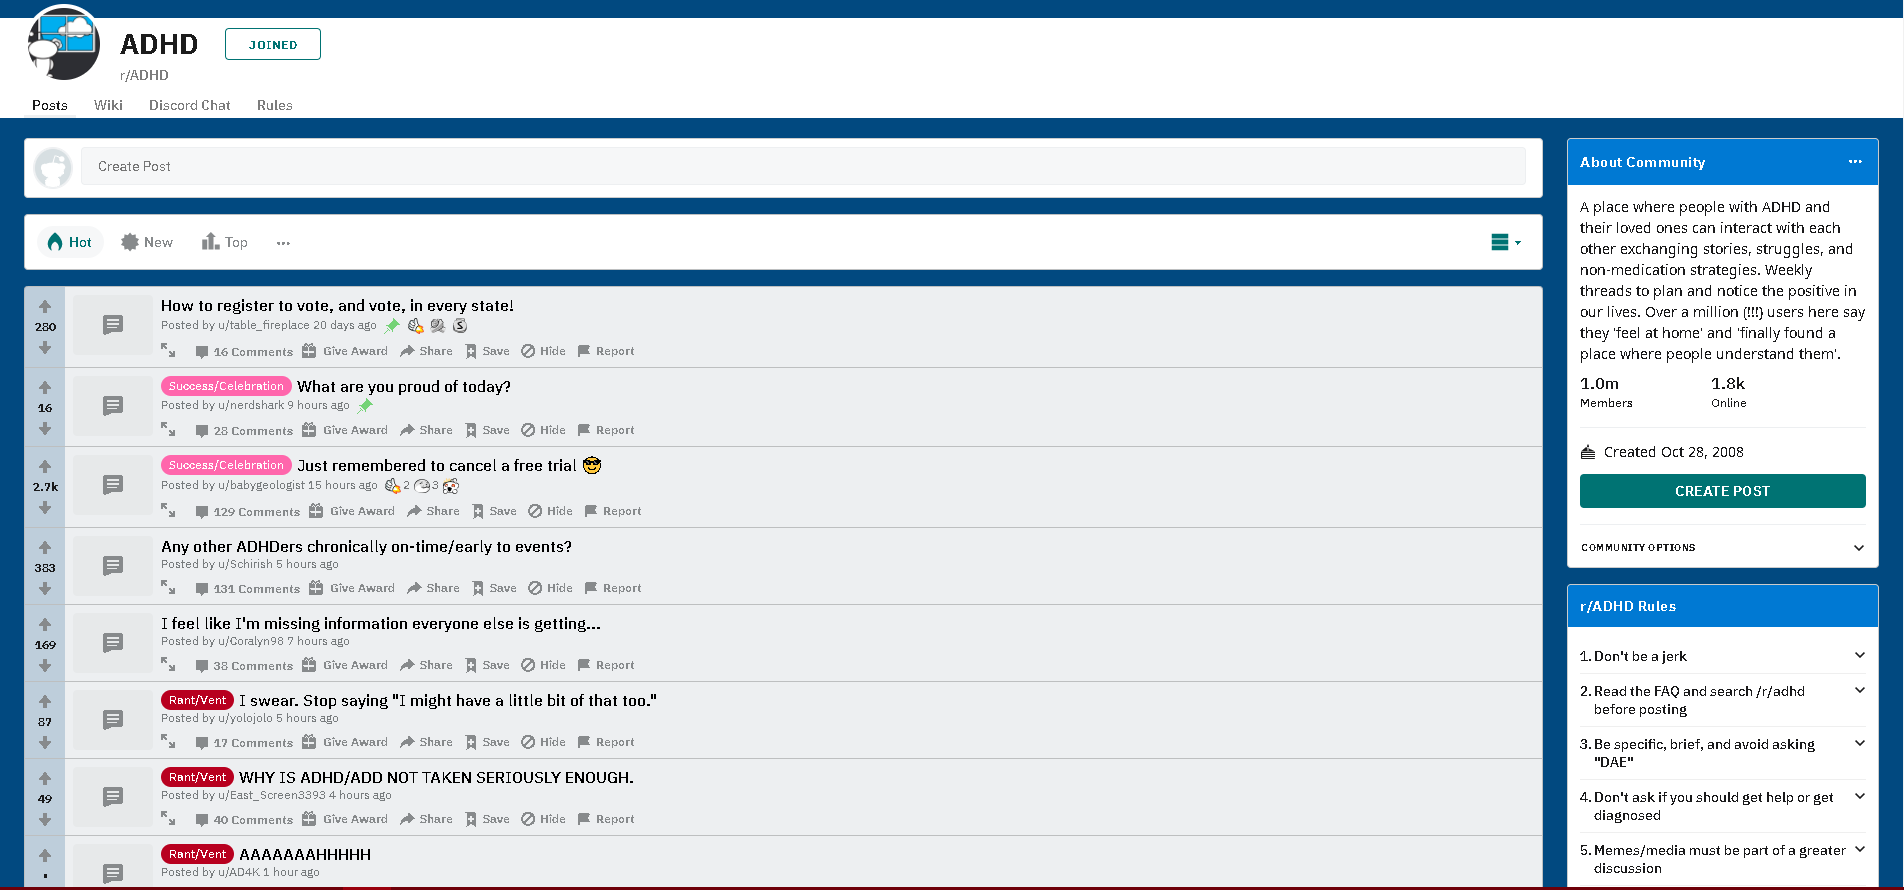 ADHD
JOINED
r/ADHD
Posts Wiki Discord Chat Rules
Create Post
Hot New Top ...
280
How to register to vote, and vote, in every state!
Posted by u/table_fireplace 20 days ago
16 Comments Give Award Share Save Hide Report
16
Success/Celebration What are you proud of today?
Posted by u/nerdshark 9 hours ago
28 Comments Give Award Share Save Hide Report
2.7k
Success/Celebration Just remembered to cancel a free trial 😎
Posted by u/babygeologist 15 hours ago 2 3
129 Comments Give Award Share Save Hide Report
383
Any other ADHDers chronically on-time/early to events?
Posted by u/Schirish 5 hours ago
131 Comments Give Award Share Save Hide Report
169
I feel like I'm missing information everyone else is getting...
Posted by u/Coralyn98 7 hours ago
38 Comments Give Award Share Save Hide Report
87
Rant/Vent I swear. Stop saying "I might have a little bit of that too."
Posted by u/yolojolo 5 hours ago
17 Comments Give Award Share Save Hide Report
49
Rant/Vent WHY IS ADHD/ADD NOT TAKEN SERIOUSLY ENOUGH.
Posted by u/East_Screen3393 4 hours ago
40 Comments Give Award Share Save Hide Report
•
Rant/Vent AAAAAAAHHHHH
Posted by u/AD4K 1 hour ago
About Community ...
A place where people with ADHD and
their loved ones can interact with each
other exchanging stories, struggles, and
non-medication strategies. Weekly
threads to plan and notice the positive in
our lives. Over a million (!!!) users here say
they 'feel at home' and 'finally found a
place where people understand them'.
1.0m 1.8k
Members Online
Created Oct 28, 2008
CREATE POST
COMMUNITY OPTIONS
r/ADHD Rules
1. Don't be a jerk
2. Read the FAQ and search /r/adhd
before posting
3. Be specific, brief, and avoid asking
"DAE"
4. Don't ask if you should get help or get
diagnosed
5. Memes/media must be part of a greater
discussion